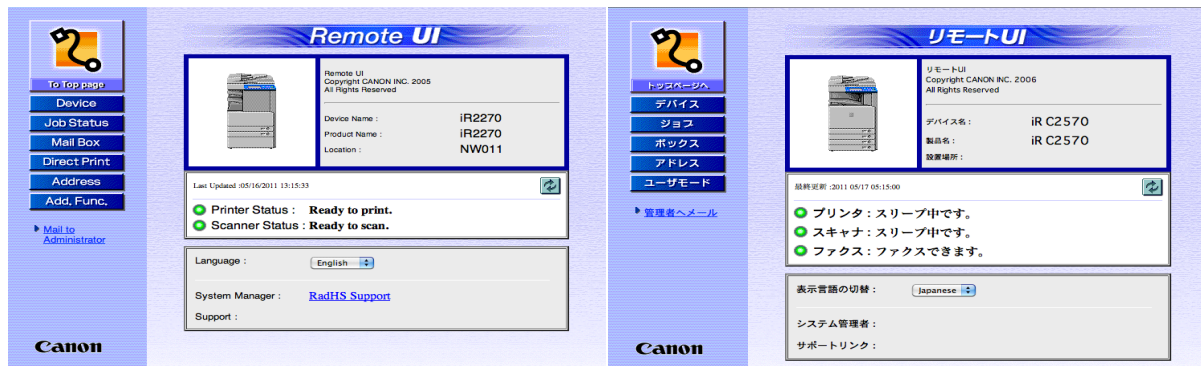 Remote UI
To Top page
Device
Job Status
Mail Box
Direct Print
Address
Add. Func.
Mail to
Administrator
Canon
Remote UI
Copyright CANON INC. 2005
All Rights Reserved
Device Name : iR2270
Product Name : iR2270
Location : NW011
Last Updated :05/16/2011 13:15:33
Printer Status : Ready to print.
Scanner Status : Ready to scan.
Language : English
System Manager : RadHS Support
Support :
リモートUI
トップページへ
デバイス
ジョブ
ボックス
アドレス
ユーザモード
管理者へメール
Canon
リモートUI
Copyright CANON INC. 2006
All Rights Reserved
デバイス名： iR C2570
製品名： iR C2570
設置場所：
最終更新 :2011 05/17 05:15:00
プリンタ：スリープ中です。
スキャナ：スリープ中です。
ファクス：ファクスできます。
表示言語の切替： Japanese
システム管理者：
サポートリンク：